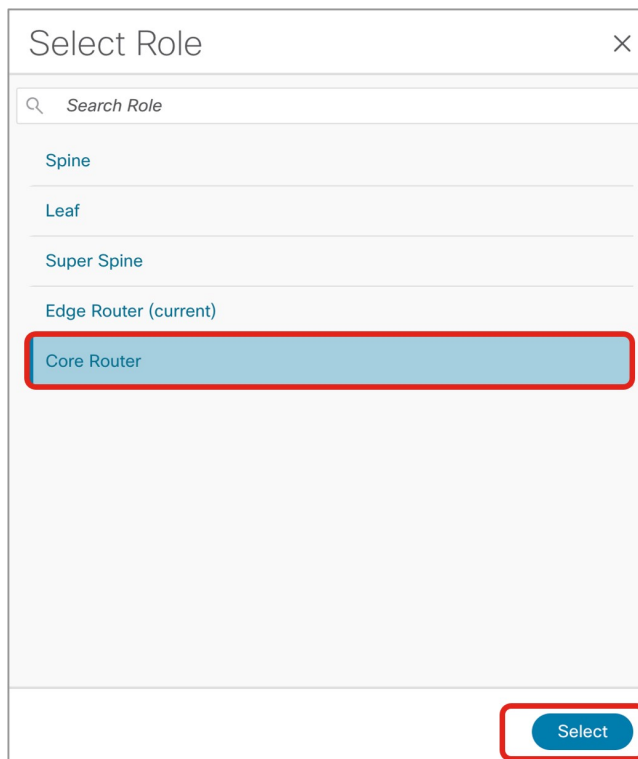 Select Role
Search Role
Spine
Leaf
Super Spine
Edge Router (current)
Core Router
Select